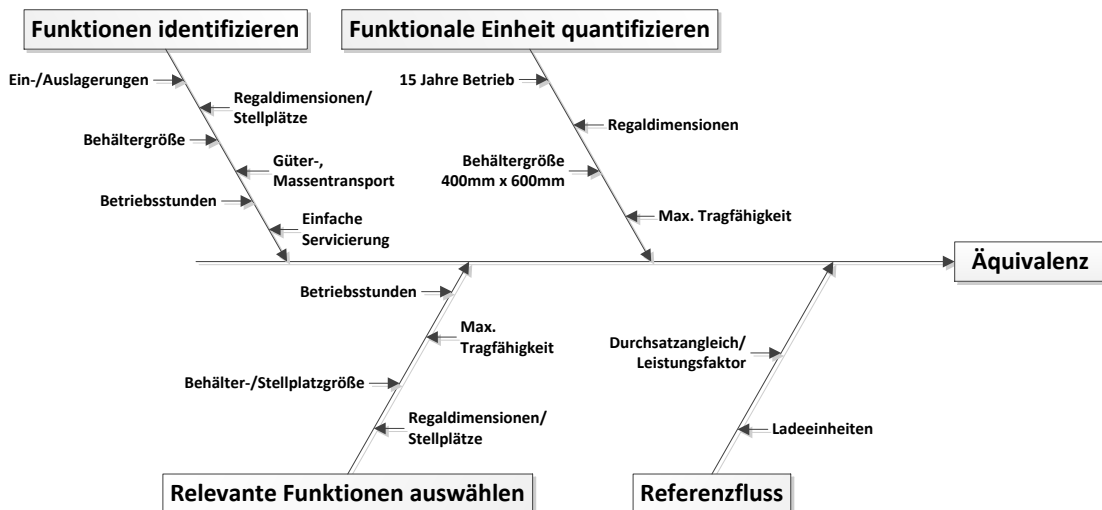 Funktionen identifizieren
Funktionale Einheit quantifizieren
Ein-/Auslagerungen
Regaldimensionen/
Stellplätze
Behältergröße
Güter-,
Massentransport
Betriebsstunden
Einfache
Servicierung
15 Jahre Betrieb
Regaldimensionen
Behältergröße
400mm x 600mm
Max. Tragfähigkeit
Äquivalenz
Betriebsstunden
Max.
Tragfähigkeit
Behälter-/Stellplatzgröße
Regaldimensionen/
Stellplätze
Durchsatzangleich/
Leistungsfaktor
Ladeeinheiten
Relevante Funktionen auswählen
Referenzfluss